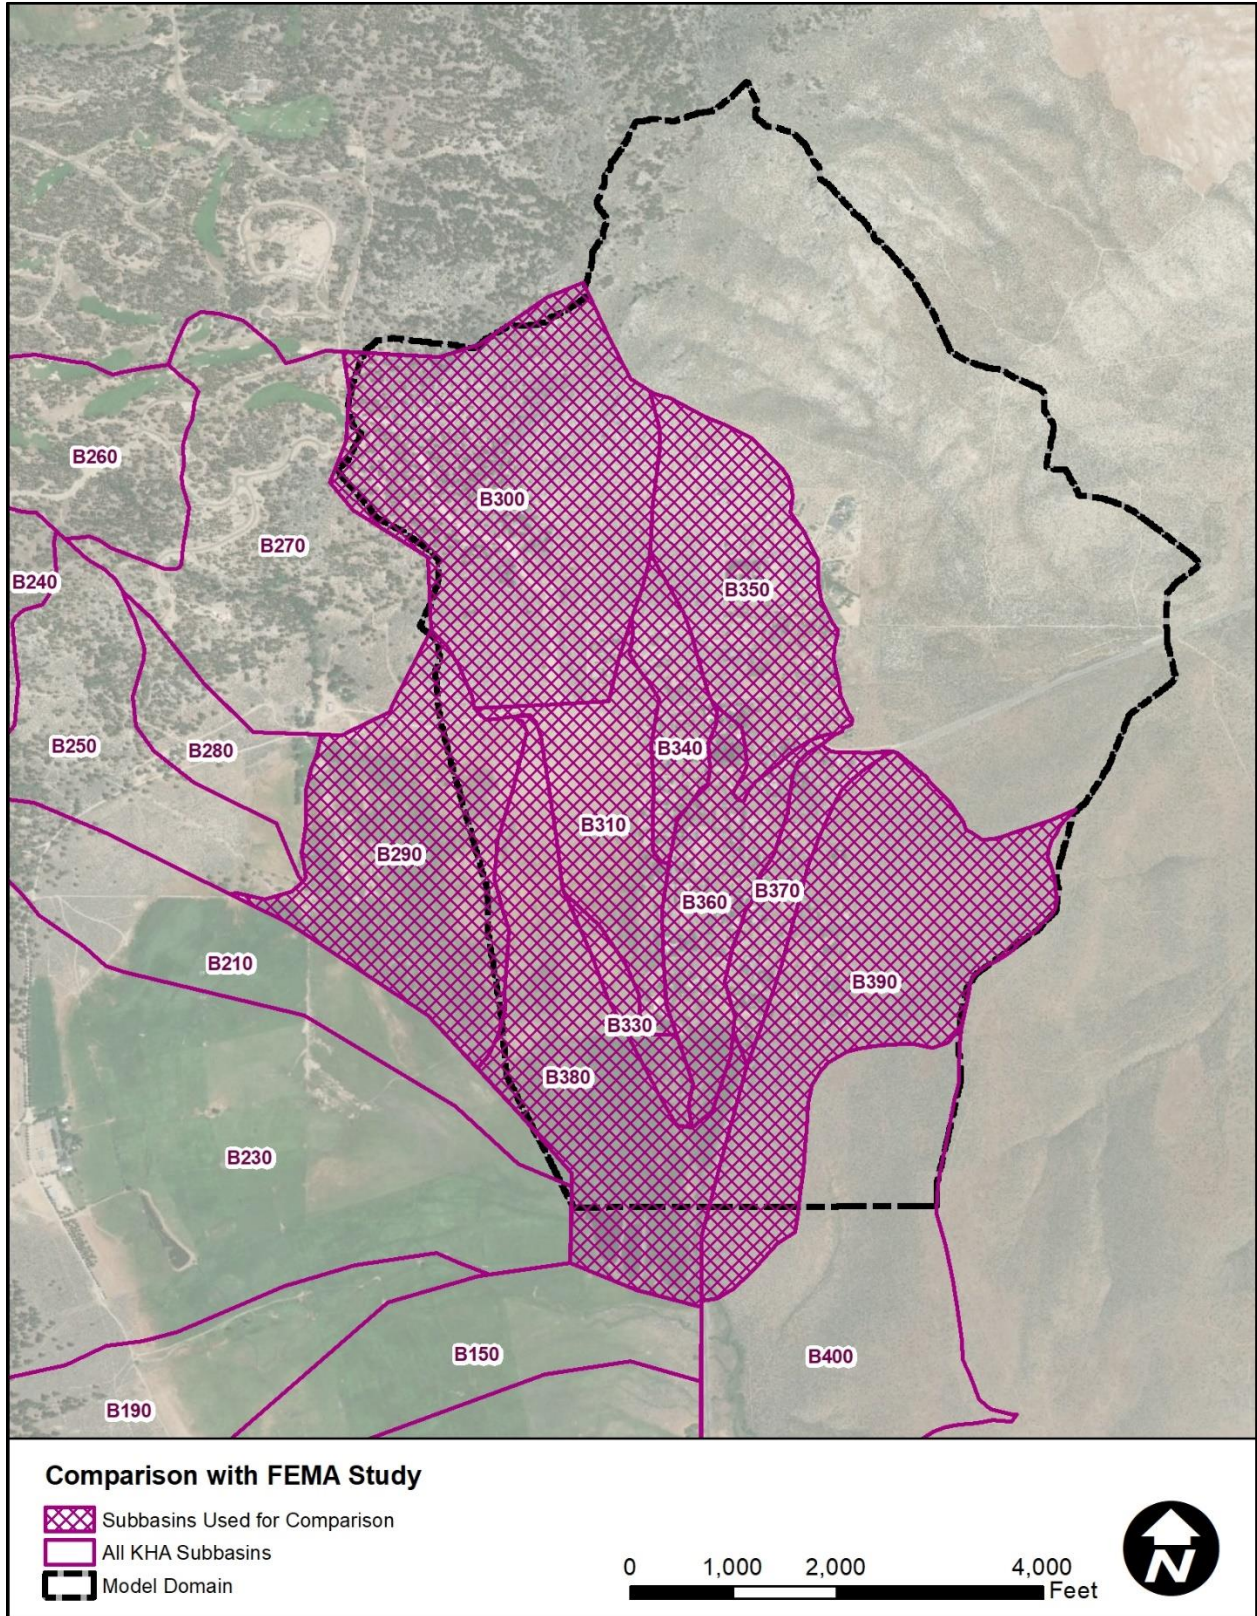 B260
B300
B270
B240
B350
B250
B280
B340
B310
B290
B370
B360
B210
B390
B330
B380
B230
B150
B400
B190
Comparison with FEMA Study
Subbasins Used for Comparison
All KHA Subbasins
Model Domain
0 1,000 2,000 4,000
Feet
N